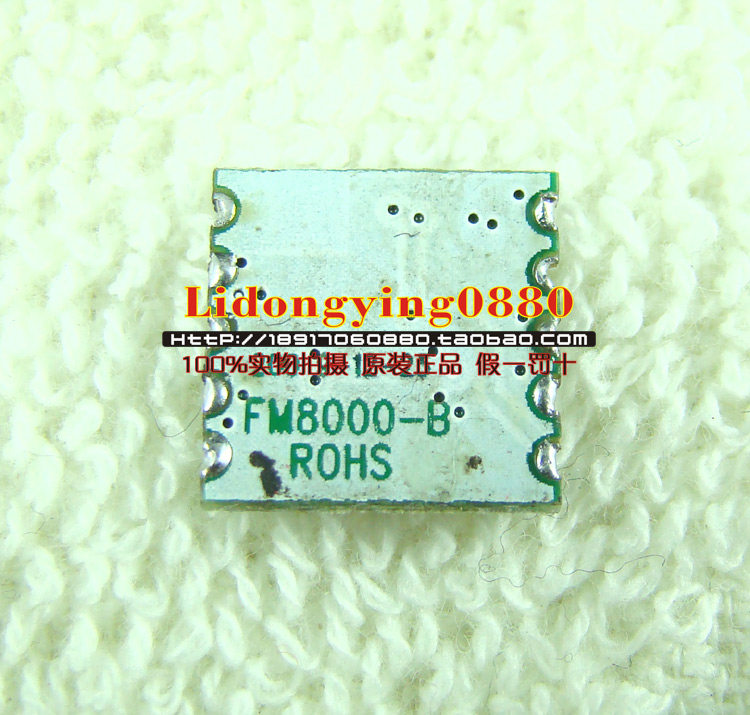 Lidongying0880
Http://18917060880.taobao.com
100%实物拍摄 原装正品 假一罚十
FM8000-B
ROHS